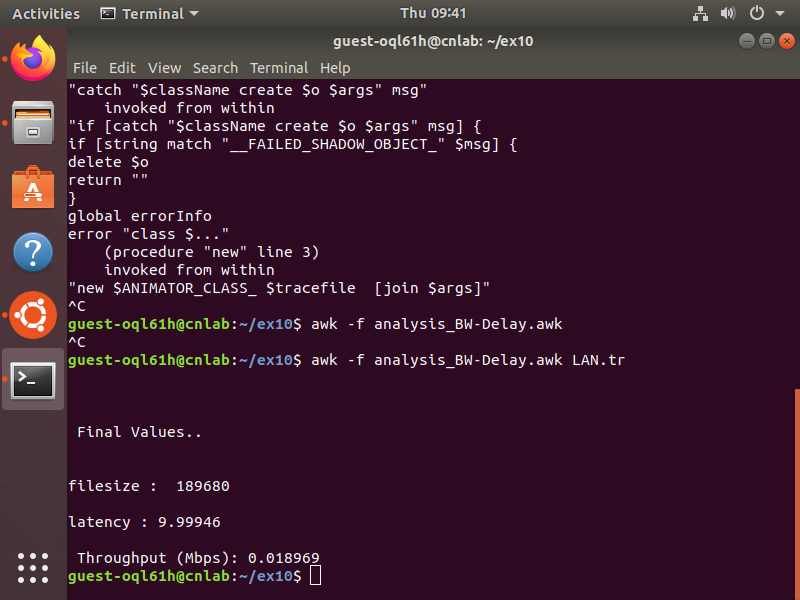 Activities Terminal Thu 09:41
guest-oql61h@cnlab: ~/ex10
File Edit View Search Terminal Help
"catch "$className create $o $args" msg"
    invoked from within
"if [catch "$className create $o $args" msg] {
if [string match "__FAILED_SHADOW_OBJECT_" $msg] {
delete $o
return ""
}
global errorInfo
error "class $..."
    (procedure "new" line 3)
    invoked from within
"new $ANIMATOR_CLASS_ $tracefile  [join $args]"
^C
guest-oql61h@cnlab:~/ex10$ awk -f analysis_BW-Delay.awk
^C
guest-oql61h@cnlab:~/ex10$ awk -f analysis_BW-Delay.awk LAN.tr
 Final Values..
filesize :  189680
latency : 9.99946
 Throughput (Mbps): 0.018969
guest-oql61h@cnlab:~/ex10$